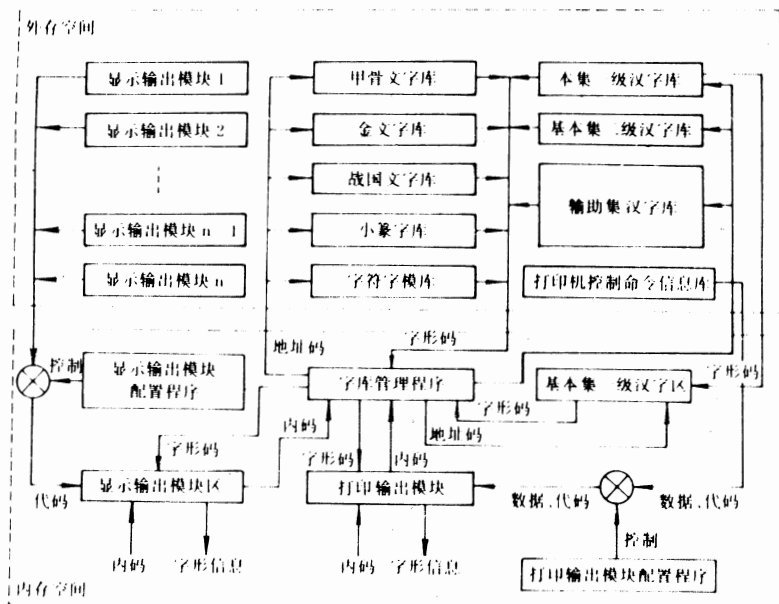 外存空间
显示输出模块1
显示输出模块2
显示输出模块n-1
显示输出模块n
甲骨文字库
金文字库
战国文字库
小篆字库
字符字模库
本集一级汉字库
基本集二级汉字库
辅助集汉字库
打印机控制命令信息库
地址码
字形码
控制
显示输出模块
配置程序
字库管理程序
基本集一级汉字区
字形码
字形码
地址码
字形码
内码
字形码
内码
代码
显示输出模块区
打印输出模块
数据、代码
数据、代码
控制
内码
字形信息
内码
字形信息
打印输出模块配置程序
内存空间